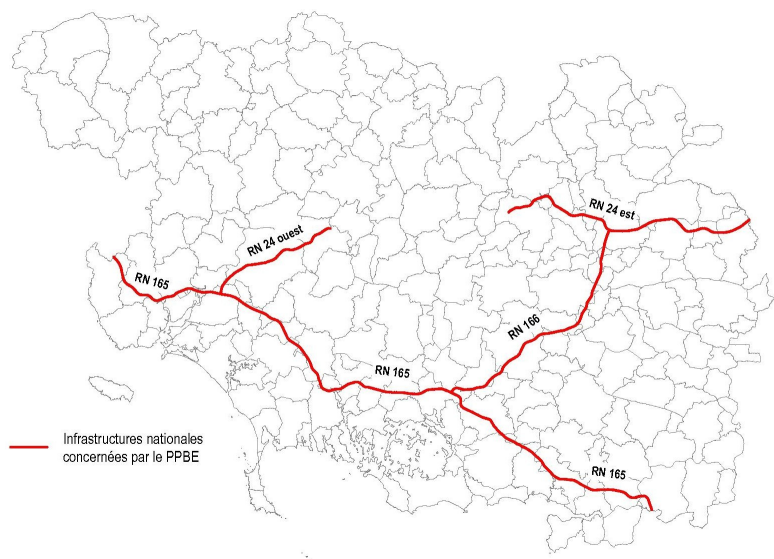 RN 24 est
RN 24 ouest
RN 165
RN 166
RN 165
Infrastructures nationales
concernées par le PPBE
RN 165